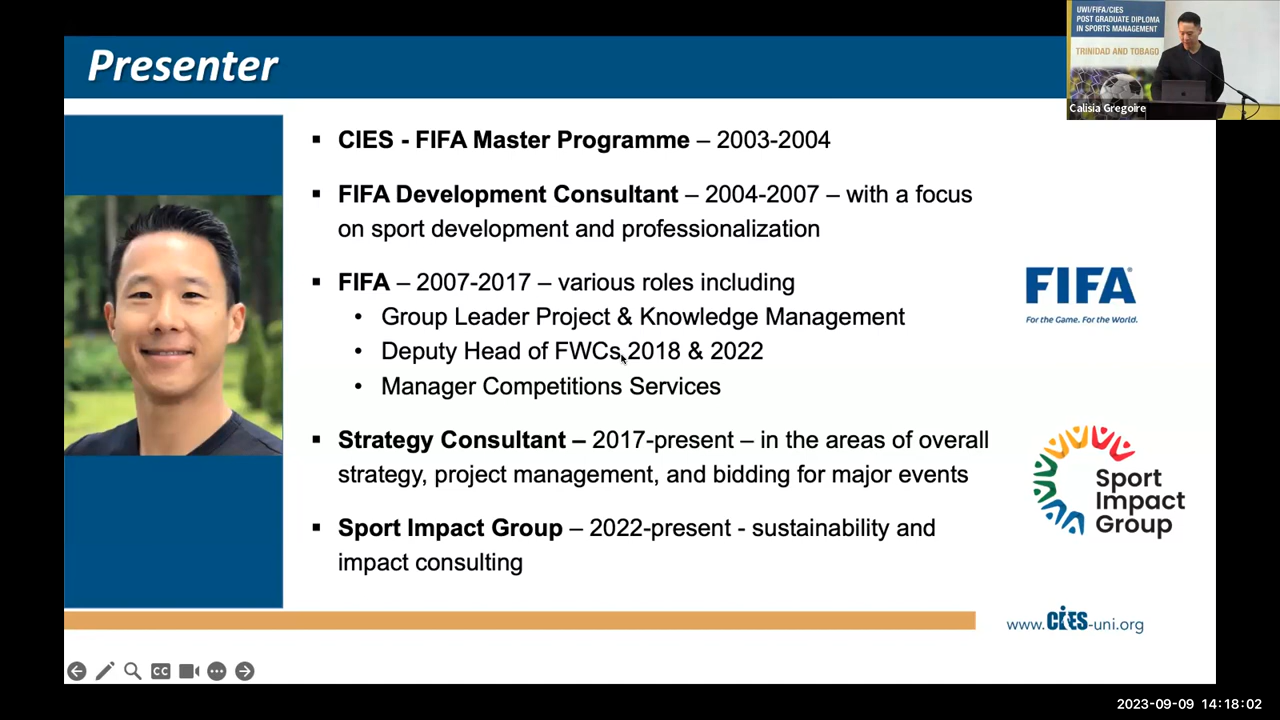 Presenter
UWI/FIFA/CIES
POST GRADUATE DIPLOMA
IN SPORTS MANAGEMENT
TRINIDAD AND TOBAGO
Calisia Gregoire
▪ CIES - FIFA Master Programme – 2003-2004
▪ FIFA Development Consultant – 2004-2007 – with a focus
on sport development and professionalization
▪ FIFA – 2007-2017 – various roles including
• Group Leader Project & Knowledge Management
• Deputy Head of FWCs 2018 & 2022
• Manager Competitions Services
▪ Strategy Consultant – 2017-present – in the areas of overall
strategy, project management, and bidding for major events
▪ Sport Impact Group – 2022-present - sustainability and
impact consulting
FIFA®
For the Game. For the World.
Sport
Impact
Group
www.CIES-uni.org
CC
2023-09-09 14:18:02